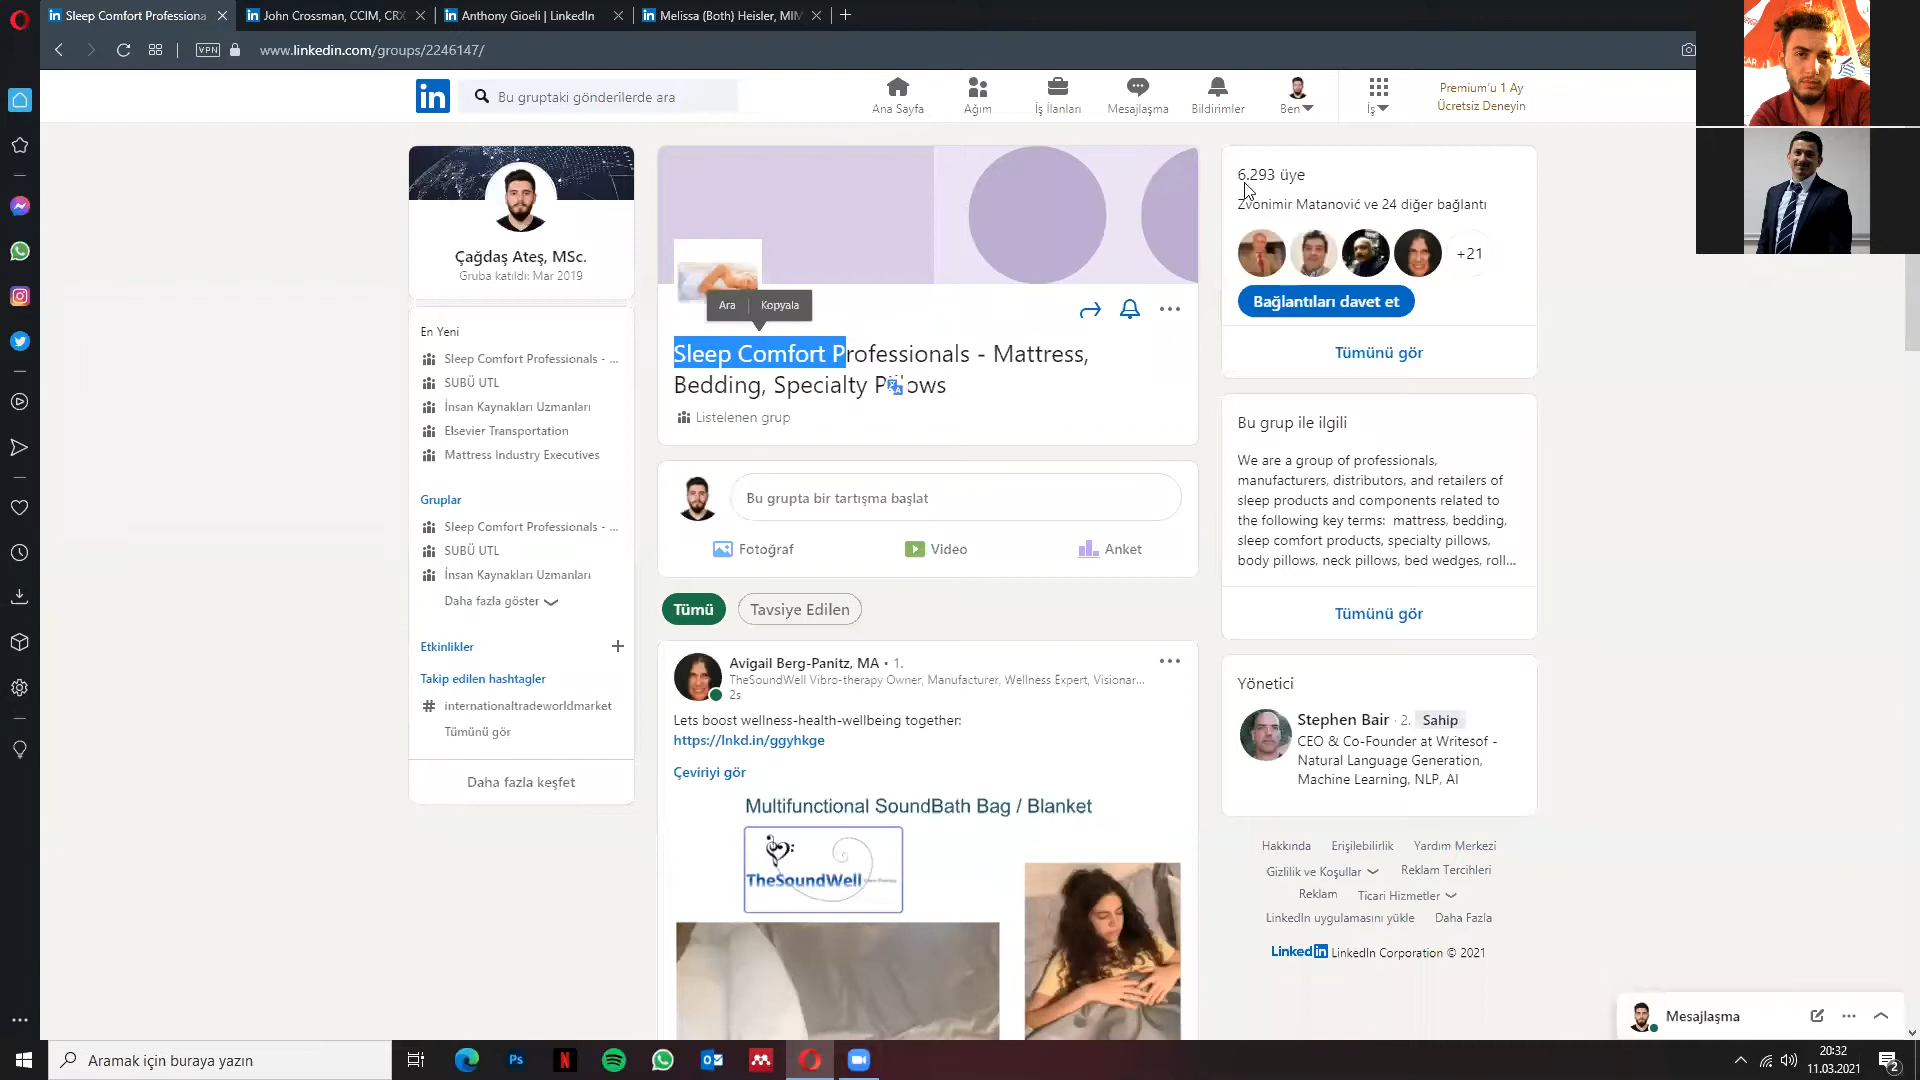 Sleep Comfort Professiona
John Crossman, CCIM, CRX
Anthony Gioeli | LinkedIn
Melissa (Both) Heisler, MIM
VPN
www.linkedin.com/groups/2246147/
Bu gruptaki gönderilerde ara
Ana Sayfa
Ağım
İş İlanları
Mesajlaşma
Bildirimler
Ben
İş
Premium'u 1 Ay
Ücretsiz Deneyin
Çağdaş Ateş, MSc.
Gruba katıldı: Mar 2019
En Yeni
Sleep Comfort Professionals - ...
SUBÜ UTL
İnsan Kaynakları Uzmanları
Elsevier Transportation
Mattress Industry Executives
Gruplar
Sleep Comfort Professionals - ...
SUBÜ UTL
İnsan Kaynakları Uzmanları
Daha fazla göster
Etkinlikler
Takip edilen hashtagler
# internationaltradeworldmarket
Tümünü gör
Daha fazla keşfet
Ara
Kopyala
Sleep Comfort Professionals - Mattress,
Bedding, Specialty Pillows
Listelenen grup
Bu grupta bir tartışma başlat
Fotoğraf
Video
Anket
Tümü
Tavsiye Edilen
Avigail Berg-Panitz, MA • 1.
TheSoundWell Vibro-therapy Owner, Manufacturer, Wellness Expert, Visionar...
2s
Lets boost wellness-health-wellbeing together:
https://lnkd.in/ggyhkge
Çeviriyi gör
Multifunctional SoundBath Bag / Blanket
TheSoundWell
6.293 üye
Zvonimir Matanović ve 24 diğer bağlantı
+21
Bağlantıları davet et
Tümünü gör
Bu grup ile ilgili
We are a group of professionals,
manufacturers, distributors, and retailers of
sleep products and components related to
the following key terms: mattress, bedding,
sleep comfort products, specialty pillows,
body pillows, neck pillows, bed wedges, roll...
Tümünü gör
Yönetici
Stephen Bair · 2. Sahip
CEO & Co-Founder at Writesof -
Natural Language Generation,
Machine Learning, NLP, AI
Hakkında
Erişilebilirlik
Yardım Merkezi
Gizlilik ve Koşullar
Reklam Tercihleri
Reklam
Ticari Hizmetler
LinkedIn uygulamasını yükle
Daha Fazla
LinkedIn LinkedIn Corporation © 2021
Mesajlaşma
Aramak için buraya yazın
Ps
20:32
11.03.2021
2